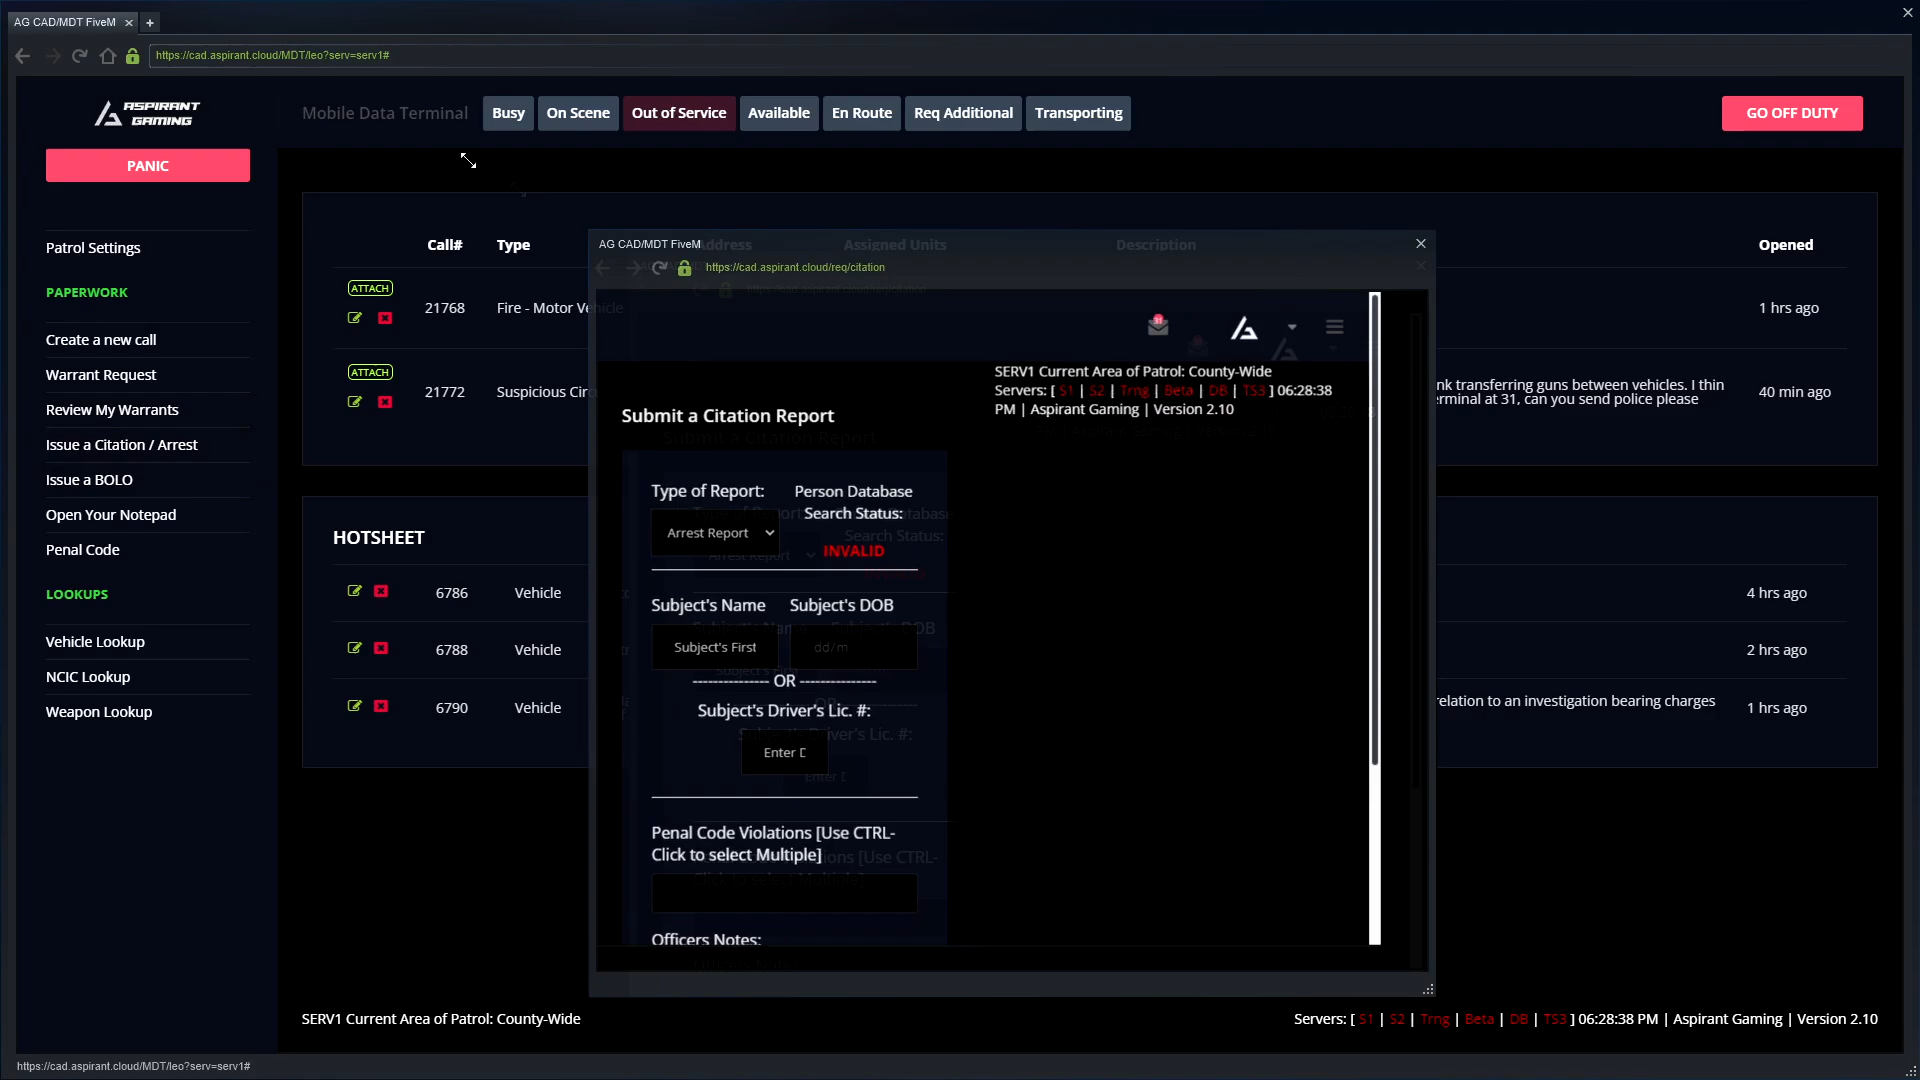 AG CAD/MDT FiveM
https://cad.aspirant.cloud/MDT/leo?serv=serv1#
ASPIRANT
GAMING
Mobile Data Terminal
Busy
On Scene
Out of Service
Available
En Route
Req Additional
Transporting
GO OFF DUTY
PANIC
Patrol Settings
PAPERWORK
Create a new call
Warrant Request
Review My Warrants
Issue a Citation / Arrest
Issue a BOLO
Open Your Notepad
Penal Code
LOOKUPS
Vehicle Lookup
NCIC Lookup
Weapon Lookup
Call# Type Address Assigned Units Description Opened
ATTACH
21768 Fire - Motor Vehicle 1 hrs ago
ATTACH
21772 Suspicious Circ
nk transferring guns between vehicles. I thin
erminal at 31, can you send police please
40 min ago
HOTSHEET
6786 Vehicle 4 hrs ago
6788 Vehicle 2 hrs ago
6790 Vehicle
relation to an investigation bearing charges
1 hrs ago
AG CAD/MDT FiveM
https://cad.aspirant.cloud/req/citation
31
SERV1 Current Area of Patrol: County-Wide
Servers: [ S1 | S2 | Trng | Beta | DB | TS3 ] 06:28:38
PM | Aspirant Gaming | Version 2.10
Submit a Citation Report
Type of Report:
Person Database
Search Status:
Arrest Report
INVALID
Subject's Name Subject's DOB
Subject's First dd/m
--------------- OR ---------------
Subject's Driver's Lic. #:
Enter D
Penal Code Violations [Use CTRL-
Click to select Multiple]
Officers Notes:
SERV1 Current Area of Patrol: County-Wide
Servers: [ S1 | S2 | Trng | Beta | DB | TS3 ] 06:28:38 PM | Aspirant Gaming | Version 2.10
https://cad.aspirant.cloud/MDT/leo?serv=serv1#